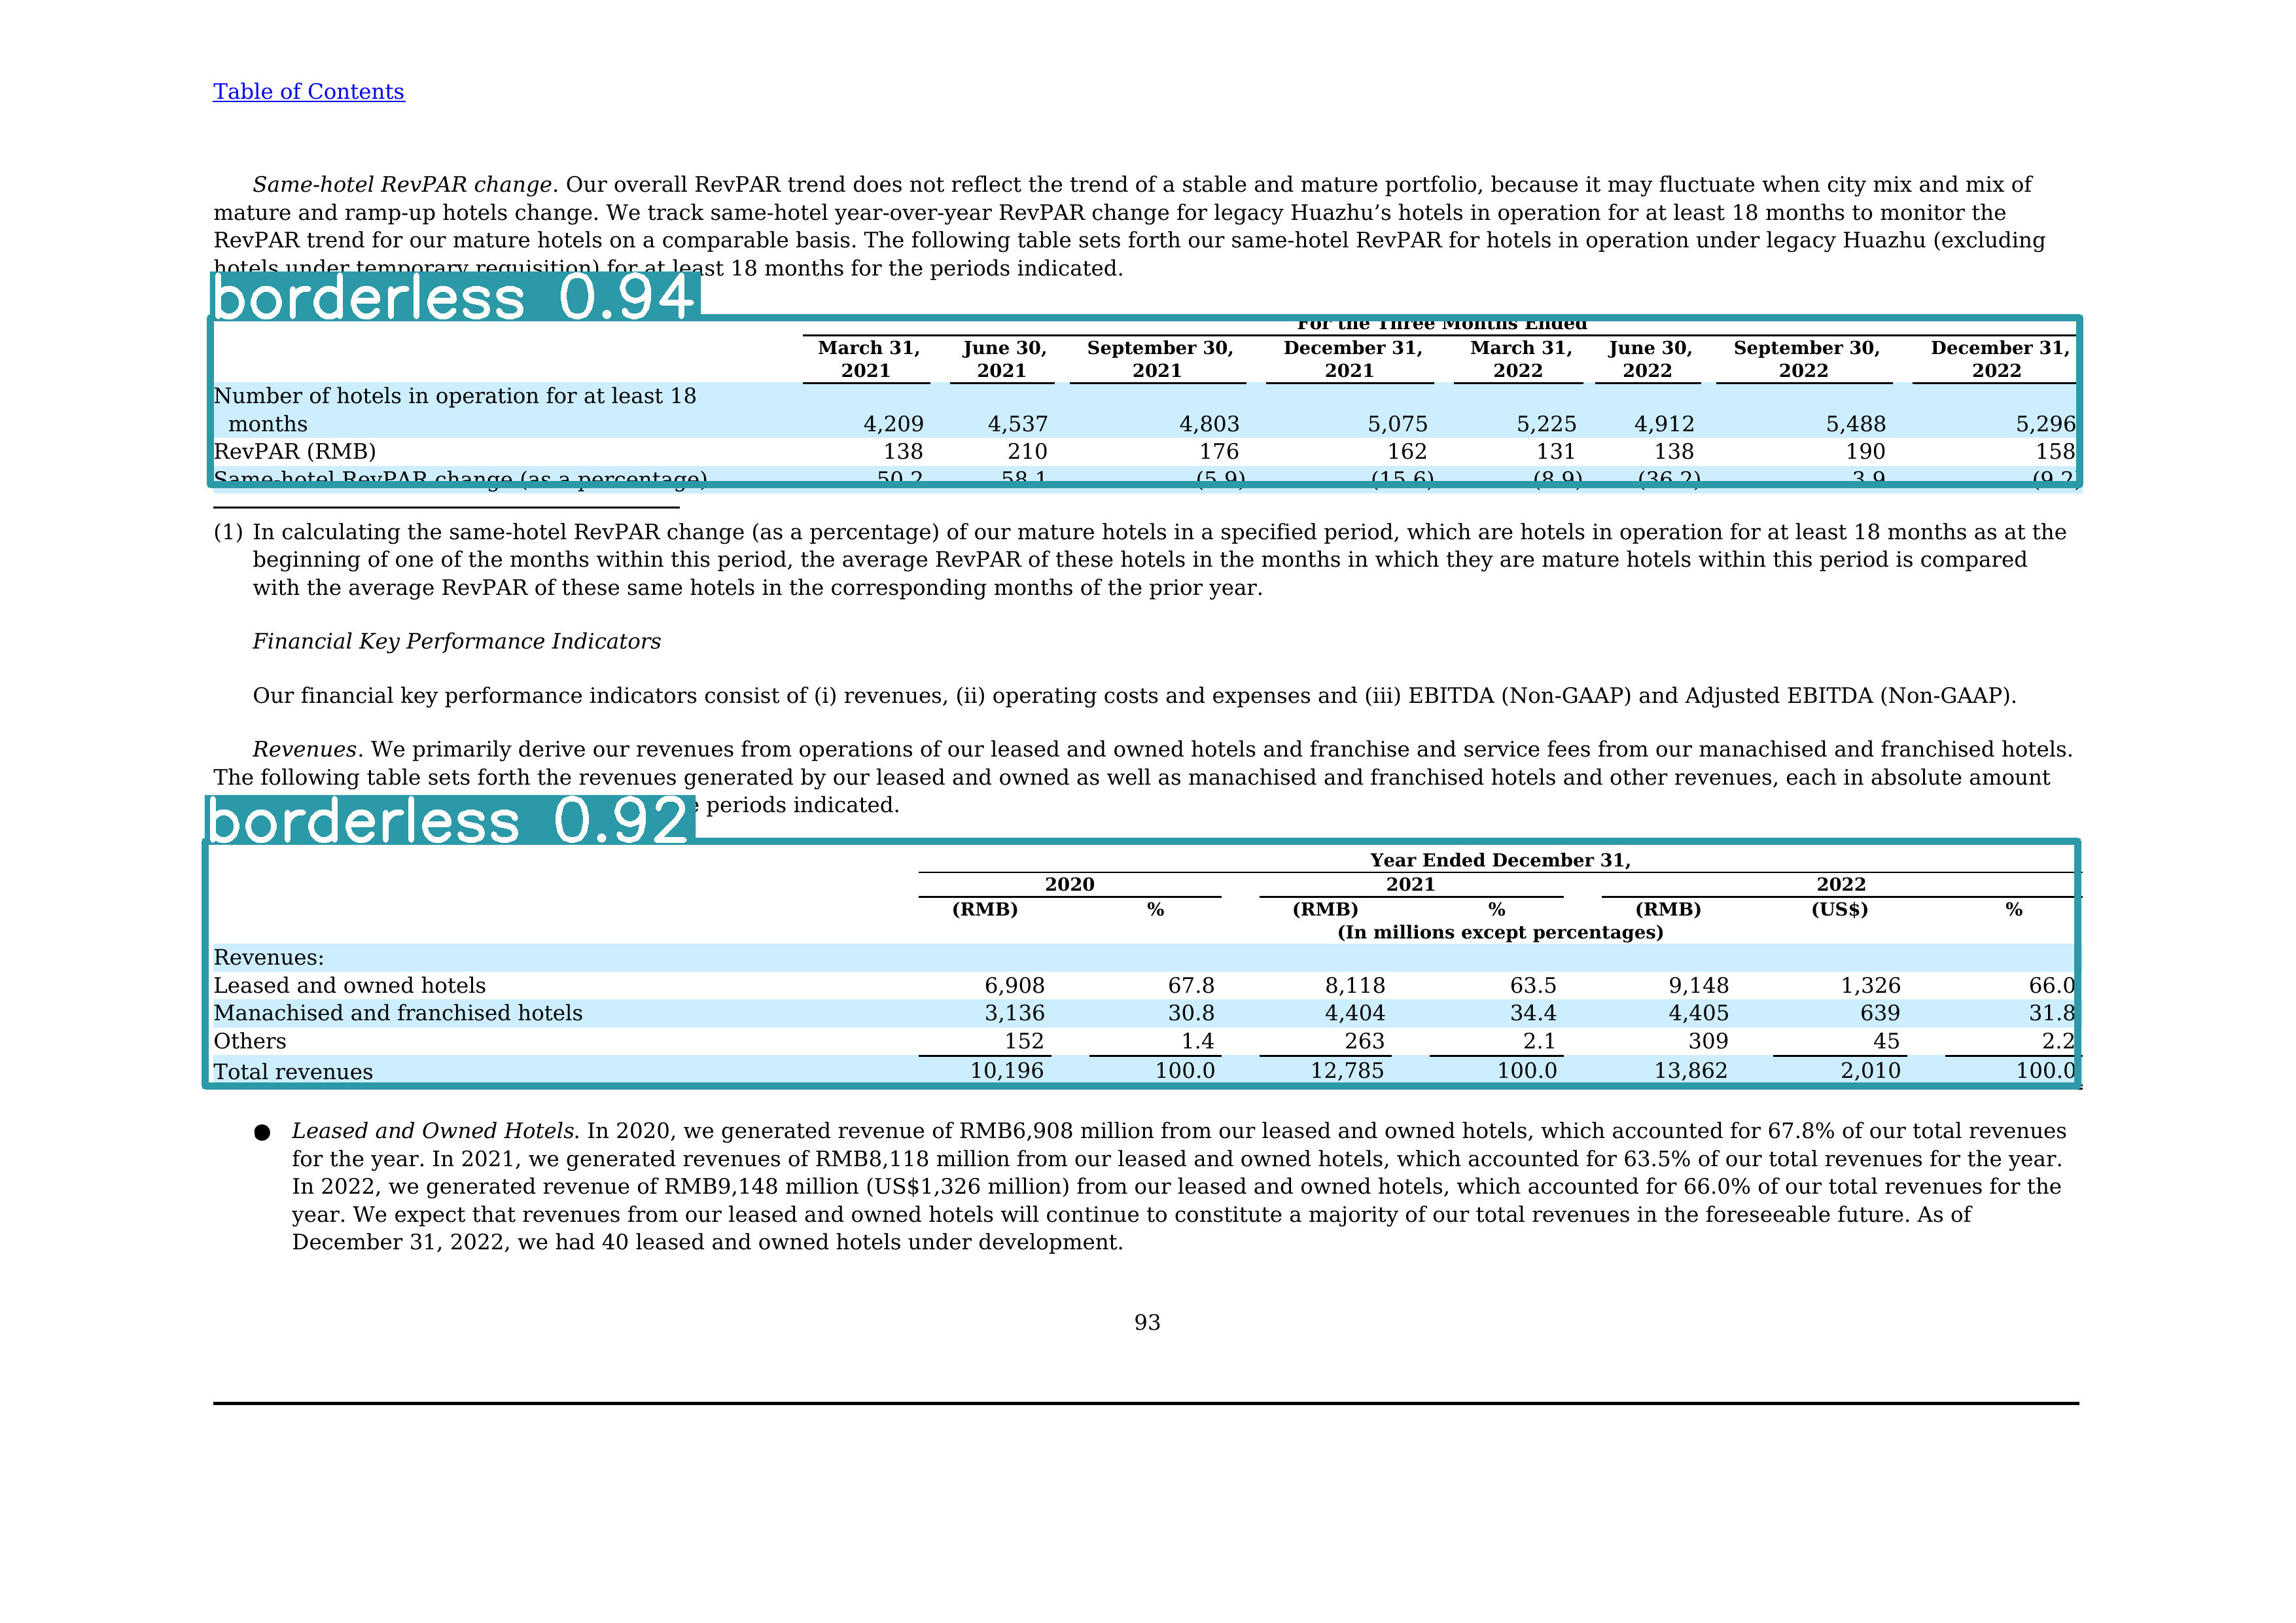 Table of Contents
Same-hotel RevPAR change. Our overall RevPAR trend does not reflect the trend of a stable and mature portfolio, because it may fluctuate when city mix and mix of
mature and ramp-up hotels change. We track same-hotel year-over-year RevPAR change for legacy Huazhu’s hotels in operation for at least 18 months to monitor the
RevPAR trend for our mature hotels on a comparable basis. The following table sets forth our same-hotel RevPAR for hotels in operation under legacy Huazhu (excluding
hotels under temporary requisition) for at least 18 months for the periods indicated.
borderless 0.94
For the Three Months Ended
March 31, June 30, September 30, December 31, March 31, June 30, September 30, December 31,
2021 2021 2021 2021 2022 2022 2022 2022
Number of hotels in operation for at least 18
months 4,209 4,537 4,803 5,075 5,225 4,912 5,488 5,296
RevPAR (RMB) 138 210 176 162 131 138 190 158
Same-hotel RevPAR change (as a percentage) 50.2 58.1 (5.9) (15.6) (8.9) (36.2) 3.9 (9.2)
(1) In calculating the same-hotel RevPAR change (as a percentage) of our mature hotels in a specified period, which are hotels in operation for at least 18 months as at the
beginning of one of the months within this period, the average RevPAR of these hotels in the months in which they are mature hotels within this period is compared
with the average RevPAR of these same hotels in the corresponding months of the prior year.
Financial Key Performance Indicators
Our financial key performance indicators consist of (i) revenues, (ii) operating costs and expenses and (iii) EBITDA (Non-GAAP) and Adjusted EBITDA (Non-GAAP).
Revenues. We primarily derive our revenues from operations of our leased and owned hotels and franchise and service fees from our manachised and franchised hotels.
The following table sets forth the revenues generated by our leased and owned as well as manachised and franchised hotels and other revenues, each in absolute amount
periods indicated.
borderless 0.92
Year Ended December 31,
2020 2021 2022
(RMB) % (RMB) % (RMB) (US$) %
(In millions except percentages)
Revenues:
Leased and owned hotels 6,908 67.8 8,118 63.5 9,148 1,326 66.0
Manachised and franchised hotels 3,136 30.8 4,404 34.4 4,405 639 31.8
Others 152 1.4 263 2.1 309 45 2.2
Total revenues 10,196 100.0 12,785 100.0 13,862 2,010 100.0
● Leased and Owned Hotels. In 2020, we generated revenue of RMB6,908 million from our leased and owned hotels, which accounted for 67.8% of our total revenues
for the year. In 2021, we generated revenues of RMB8,118 million from our leased and owned hotels, which accounted for 63.5% of our total revenues for the year.
In 2022, we generated revenue of RMB9,148 million (US$1,326 million) from our leased and owned hotels, which accounted for 66.0% of our total revenues for the
year. We expect that revenues from our leased and owned hotels will continue to constitute a majority of our total revenues in the foreseeable future. As of
December 31, 2022, we had 40 leased and owned hotels under development.
93